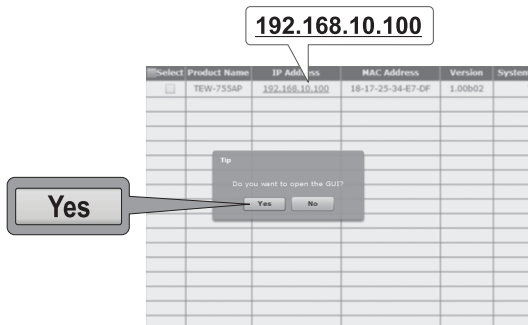 192.168.10.100
Select Product Name IP Address MAC Address Version System
TEW-755AP 192.168.10.100 18-17-25-34-E7-DF 1.00b02
Tip
Do you want to open the GUI?
Yes No
Yes